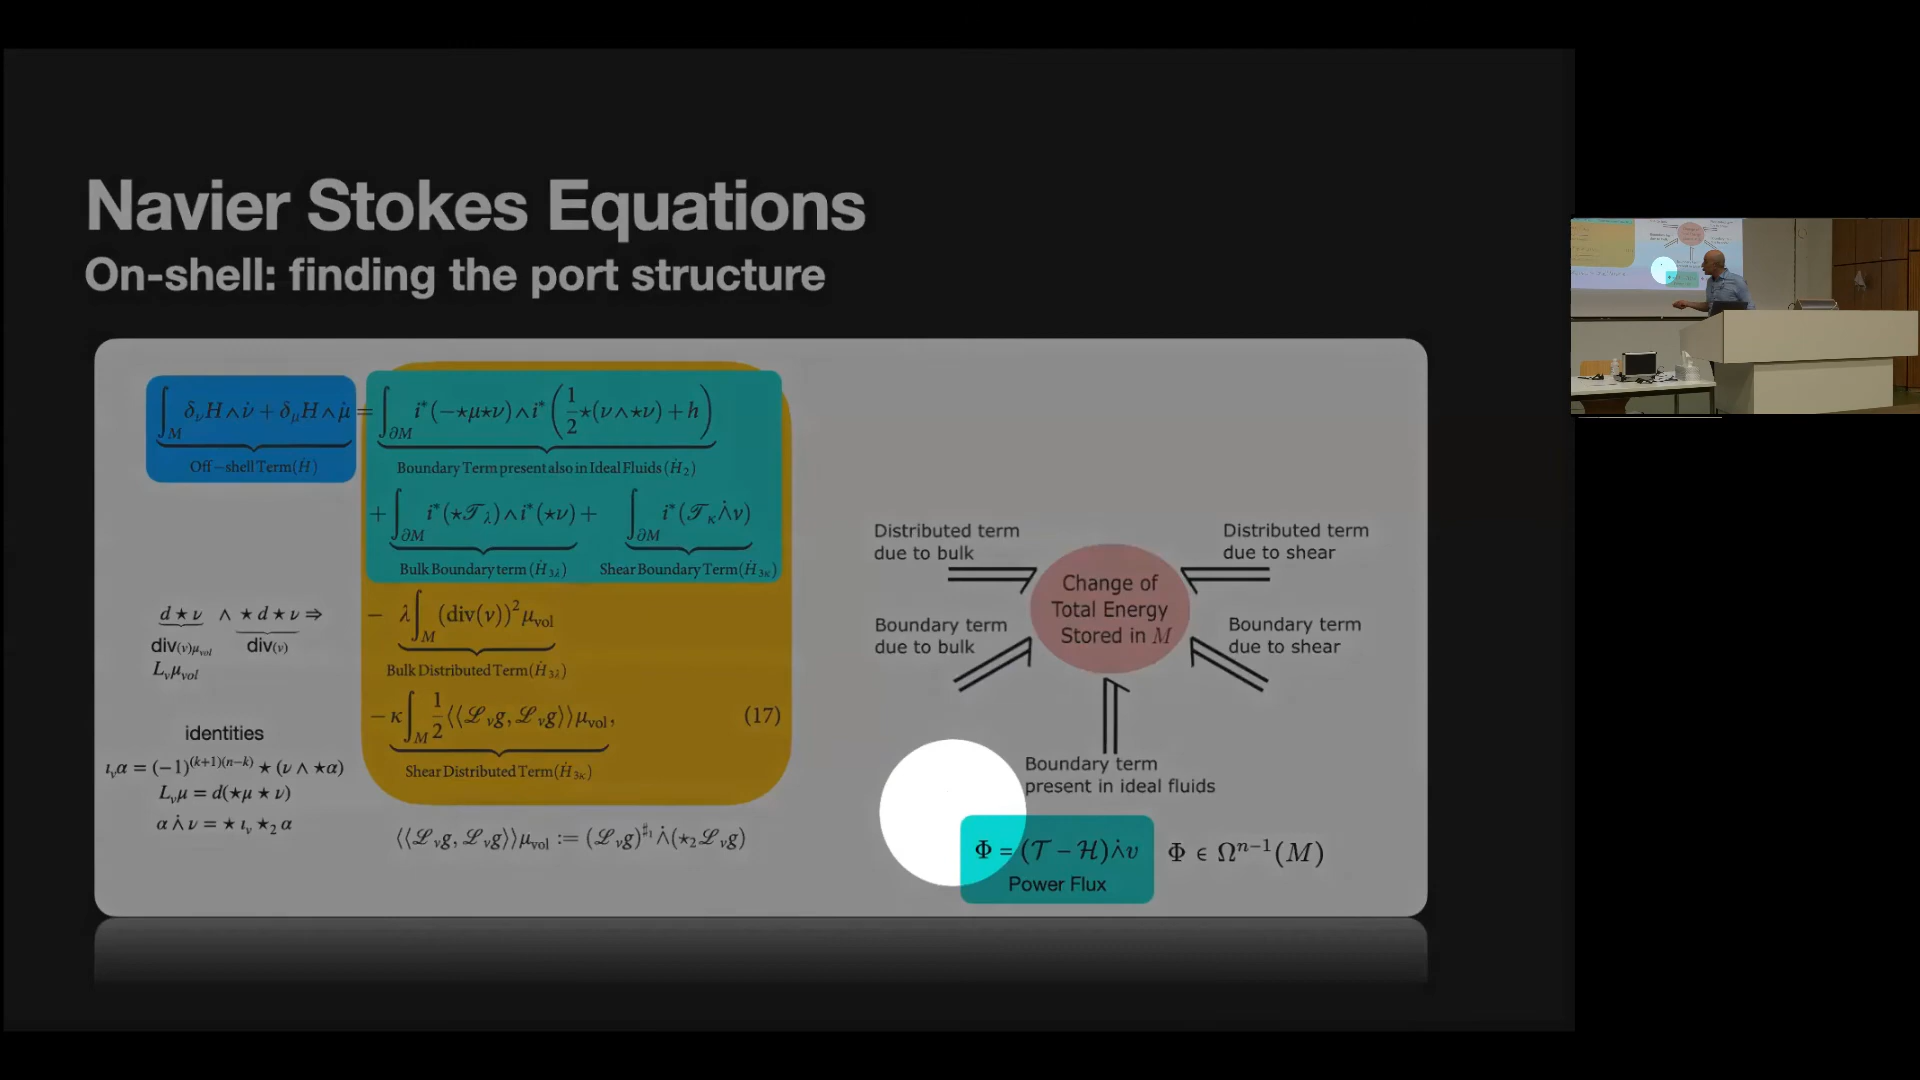 Navier Stokes Equations
On-shell: finding the port structure
∫_M δ_ν H ∧ ν̇ + δ_μ H ∧ μ̇ = ∫_∂M i*(−⋆μ⋆ν) ∧ i*(1/2 ⋆(ν ∧ ⋆ν) + h)
Off−shell Term(Ḣ)
Boundary Term present also in Ideal Fluids (Ḣ₂)
+ ∫_∂M i*(⋆𝒯_λ) ∧ i*(⋆ν) + ∫_∂M i*(𝒯_κ ∧̇ ν)
Bulk Boundary term (Ḣ_3λ) Shear Boundary Term(Ḣ_3κ)
− λ∫_M (div(ν))² μ_vol
Bulk Distributed Term(Ḣ_3λ)
− κ∫_M 1/2 ⟨⟨ℒ_ν g, ℒ_ν g⟩⟩μ_vol, (17)
Shear Distributed Term(Ḣ_3κ)
⟨⟨ℒ_ν g, ℒ_ν g⟩⟩μ_vol := (ℒ_ν g)^♯₁ ∧̇ (⋆₂ℒ_ν g)
d ⋆ ν ∧ ⋆ d ⋆ ν ⇒
div(ν)μ_vol div(ν)
L_ν μ_vol
identities
ι_ν α = (−1)^(k+1)(n−k) ⋆ (ν ∧ ⋆α)
L_ν μ = d(⋆μ ⋆ ν)
α ∧̇ ν = ⋆ ι_ν ⋆₂ α
Distributed term
due to bulk
Distributed term
due to shear
Change of
Total Energy
Stored in M
Boundary term
due to bulk
Boundary term
due to shear
Boundary term
present in ideal fluids
Φ = (𝒯 − ℋ) ∧̇ υ Φ ∈ Ω^{n−1}(M)
Power Flux